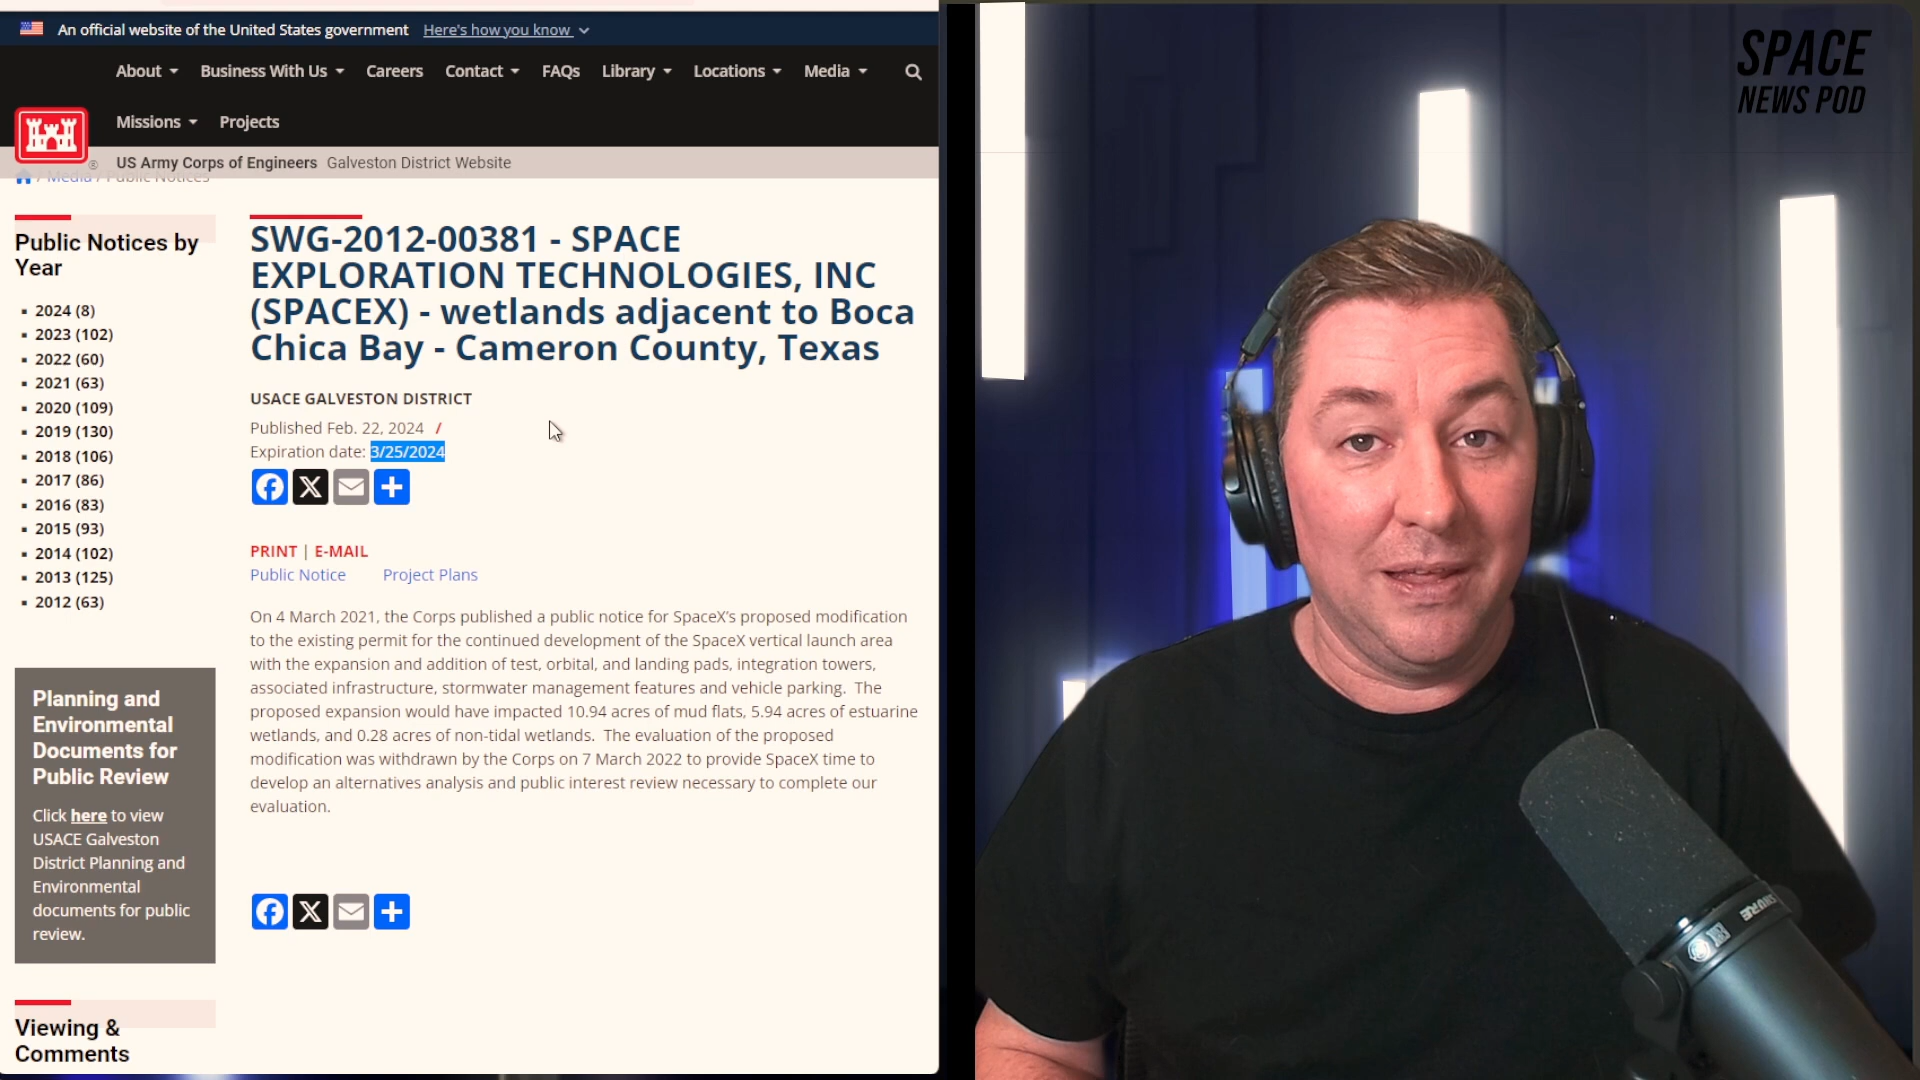 An official website of the United States government Here's how you know
About Business With Us Careers Contact FAQs Library Locations Media
Missions Projects
® US Army Corps of Engineers Galveston District Website
/ Media / Public Notices
Public Notices by
Year
2024 (8)
2023 (102)
2022 (60)
2021 (63)
2020 (109)
2019 (130)
2018 (106)
2017 (86)
2016 (83)
2015 (93)
2014 (102)
2013 (125)
2012 (63)
Planning and
Environmental
Documents for
Public Review
Click here to view
USACE Galveston
District Planning and
Environmental
documents for public
review.
Viewing &
Comments
SWG-2012-00381 - SPACE
EXPLORATION TECHNOLOGIES, INC
(SPACEX) - wetlands adjacent to Boca
Chica Bay - Cameron County, Texas
USACE GALVESTON DISTRICT
Published Feb. 22, 2024 /
Expiration date: 3/25/2024
PRINT | E-MAIL
Public Notice Project Plans
On 4 March 2021, the Corps published a public notice for SpaceX's proposed modification
to the existing permit for the continued development of the SpaceX vertical launch area
with the expansion and addition of test, orbital, and landing pads, integration towers,
associated infrastructure, stormwater management features and vehicle parking. The
proposed expansion would have impacted 10.94 acres of mud flats, 5.94 acres of estuarine
wetlands, and 0.28 acres of non-tidal wetlands. The evaluation of the proposed
modification was withdrawn by the Corps on 7 March 2022 to provide SpaceX time to
develop an alternatives analysis and public interest review necessary to complete our
evaluation.
SPACE
NEWS POD
SHURE